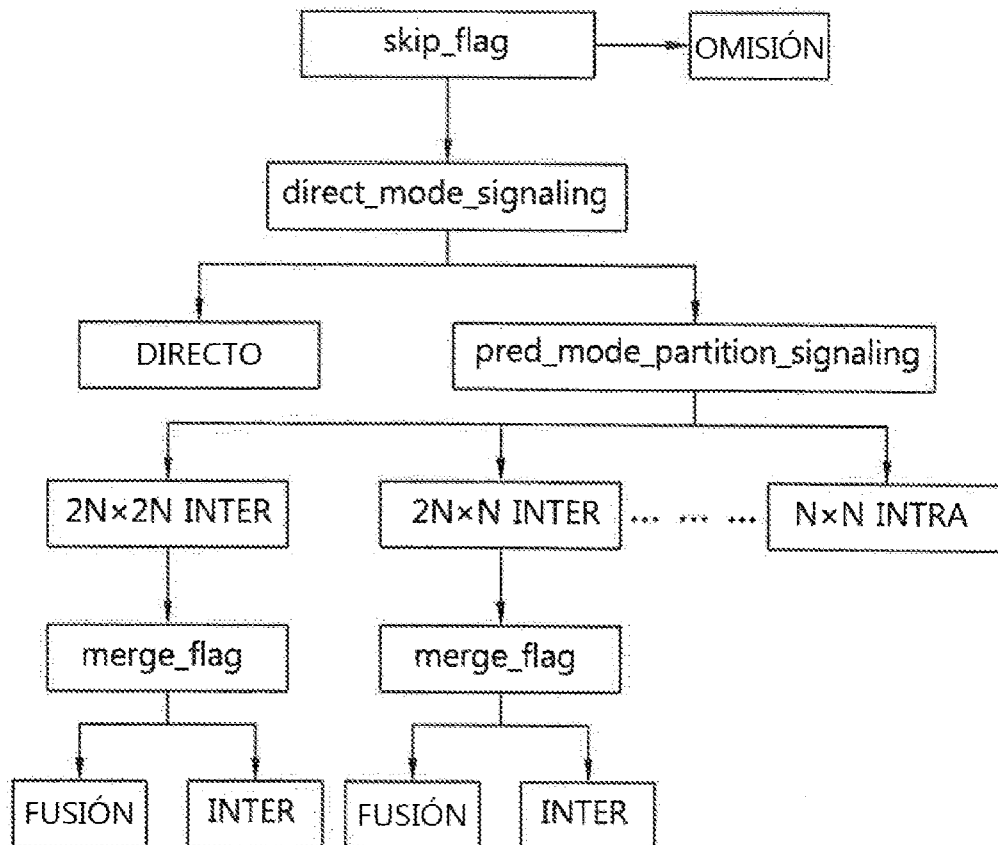 skip_flag
OMISIÓN
direct_mode_signaling
DIRECTO
pred_mode_partition_signaling
2N×2N INTER
2N×N INTER
... ... ...
N×N INTRA
merge_flag
merge_flag
FUSIÓN
INTER
FUSIÓN
INTER